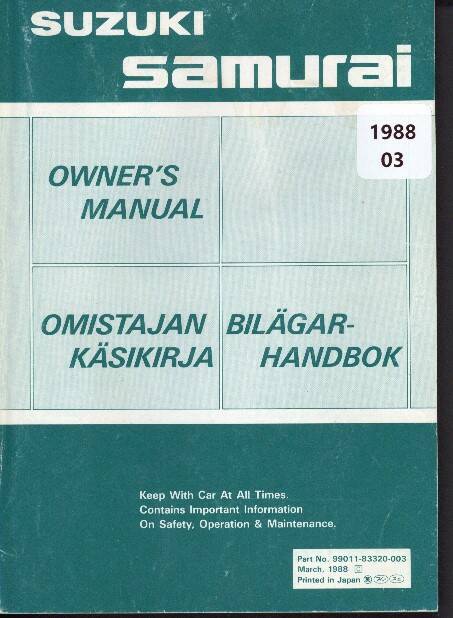 SUZUKI
samurai
1988
03
OWNER'S
MANUAL
OMISTAJAN
KÄSIKIRJA
BILÄGAR-
HANDBOK
Keep With Car At All Times.
Contains Important Information
On Safety, Operation & Maintenance.
Part No. 99011-83320-003
March, 1988
Printed in Japan